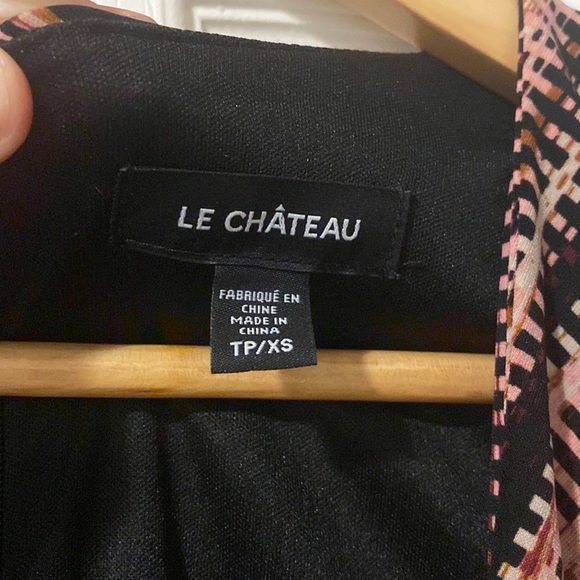 LE CHÂTEAU
FABRIQUÉ EN
CHINE
MADE IN
CHINA
TP/XS